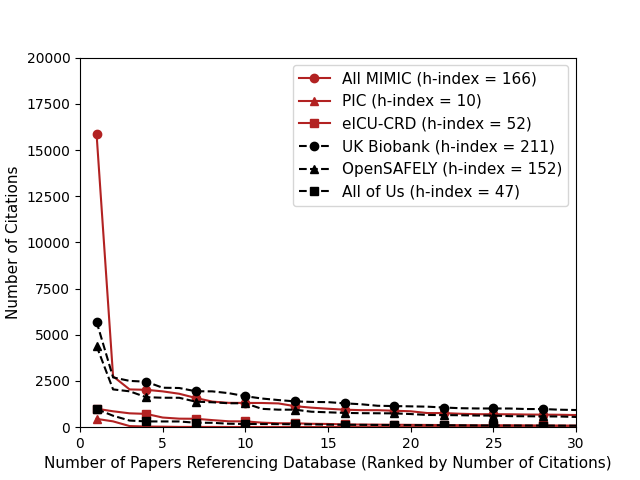 20000
17500
15000
12500
10000
7500
5000
2500
0
Number of Citations
All MIMIC (h-index = 166)
PIC (h-index = 10)
eICU-CRD (h-index = 52)
UK Biobank (h-index = 211)
OpenSAFELY (h-index = 152)
All of Us (h-index = 47)
0 5 10 15 20 25 30
Number of Papers Referencing Database (Ranked by Number of Citations)